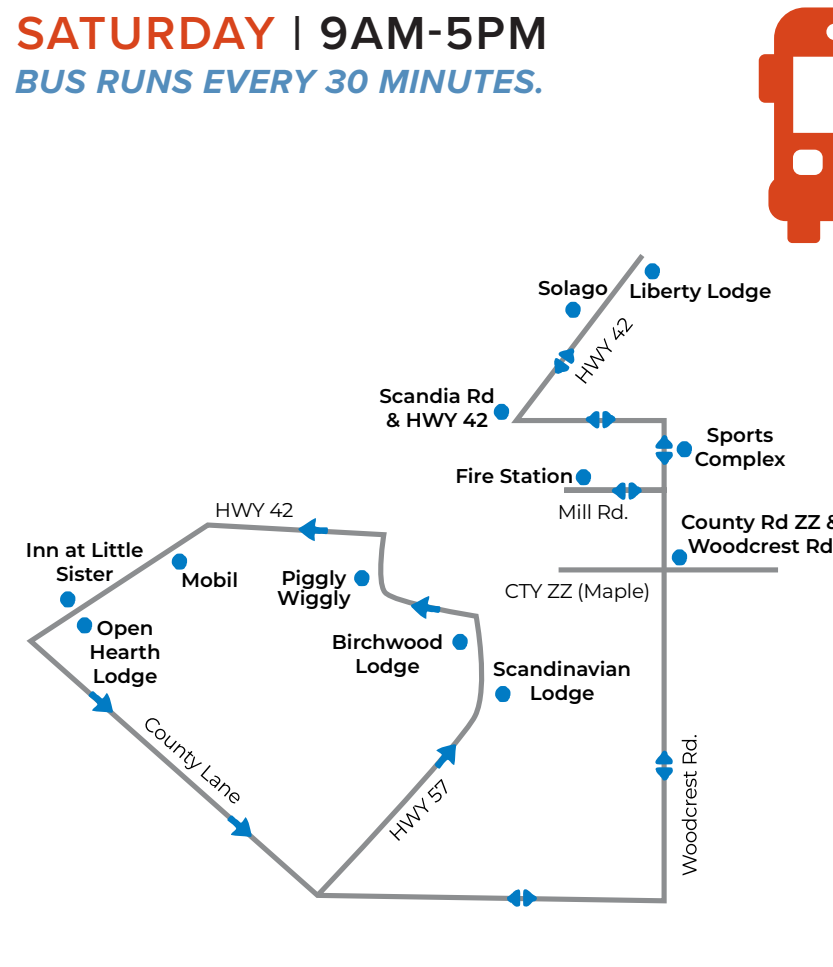 SATURDAY | 9AM-5PM
BUS RUNS EVERY 30 MINUTES.
Solago
Liberty Lodge
HWY 42
Scandia Rd
& HWY 42
Sports
Complex
Fire Station
Mill Rd.
County Rd ZZ &
Woodcrest Rd
CTY ZZ (Maple)
HWY 42
Inn at Little
Sister
Mobil
Piggly
Wiggly
Open
Hearth
Lodge
Birchwood
Lodge
Scandinavian
Lodge
County Lane
HWY 57
Woodcrest Rd.